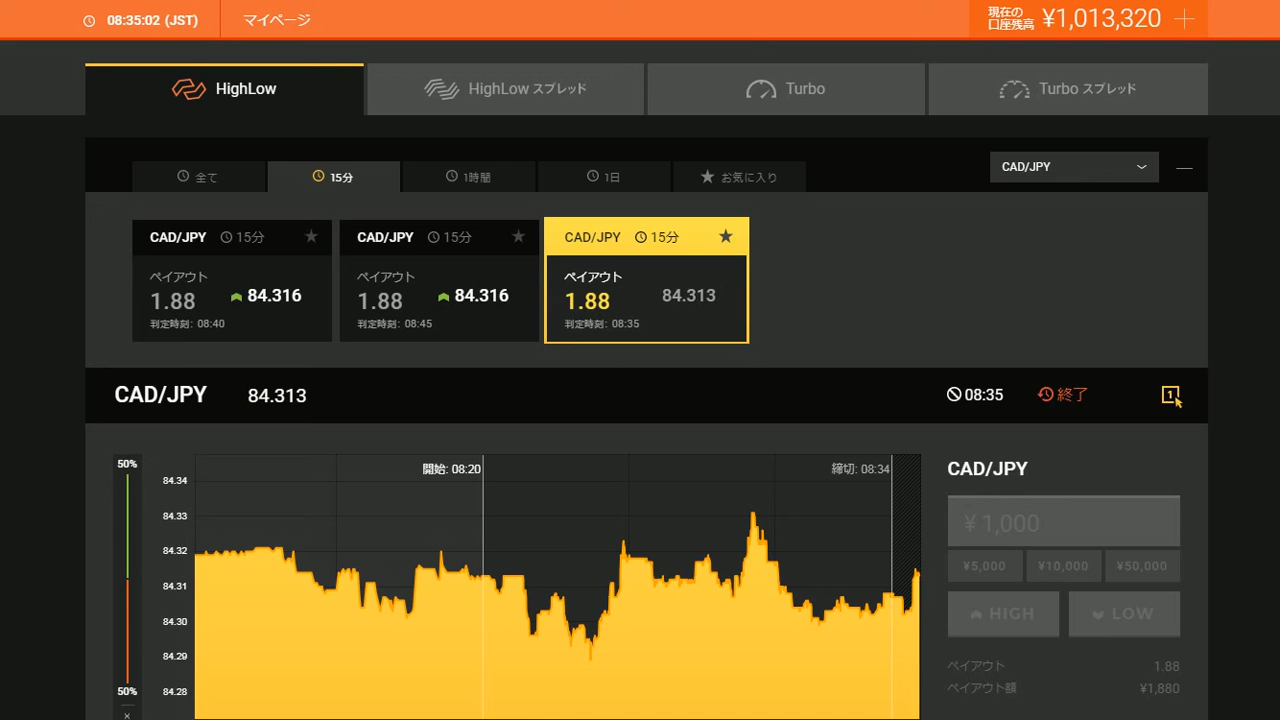 08:35:02 (JST) マイページ 現在の口座残高 ¥1,013,320
HighLow HighLow スプレッド Turbo Turbo スプレッド
全て 15分 1時間 1日 お気に入り CAD/JPY
CAD/JPY 15分 CAD/JPY 15分 CAD/JPY 15分
ペイアウト ペイアウト ペイアウト
1.88 84.316 1.88 84.316 1.88 84.313
判定時刻: 08:40 判定時刻: 08:45 判定時刻: 08:35
CAD/JPY 84.313 08:35 終了 1
50% 開始: 08:20 締切: 08:34 CAD/JPY
84.34
84.33 ¥ 1,000
84.32 ¥5,000 ¥10,000 ¥50,000
84.31
84.30 HIGH LOW
84.29 ペイアウト 1.88
50% 84.28 ペイアウト額 ¥1,880